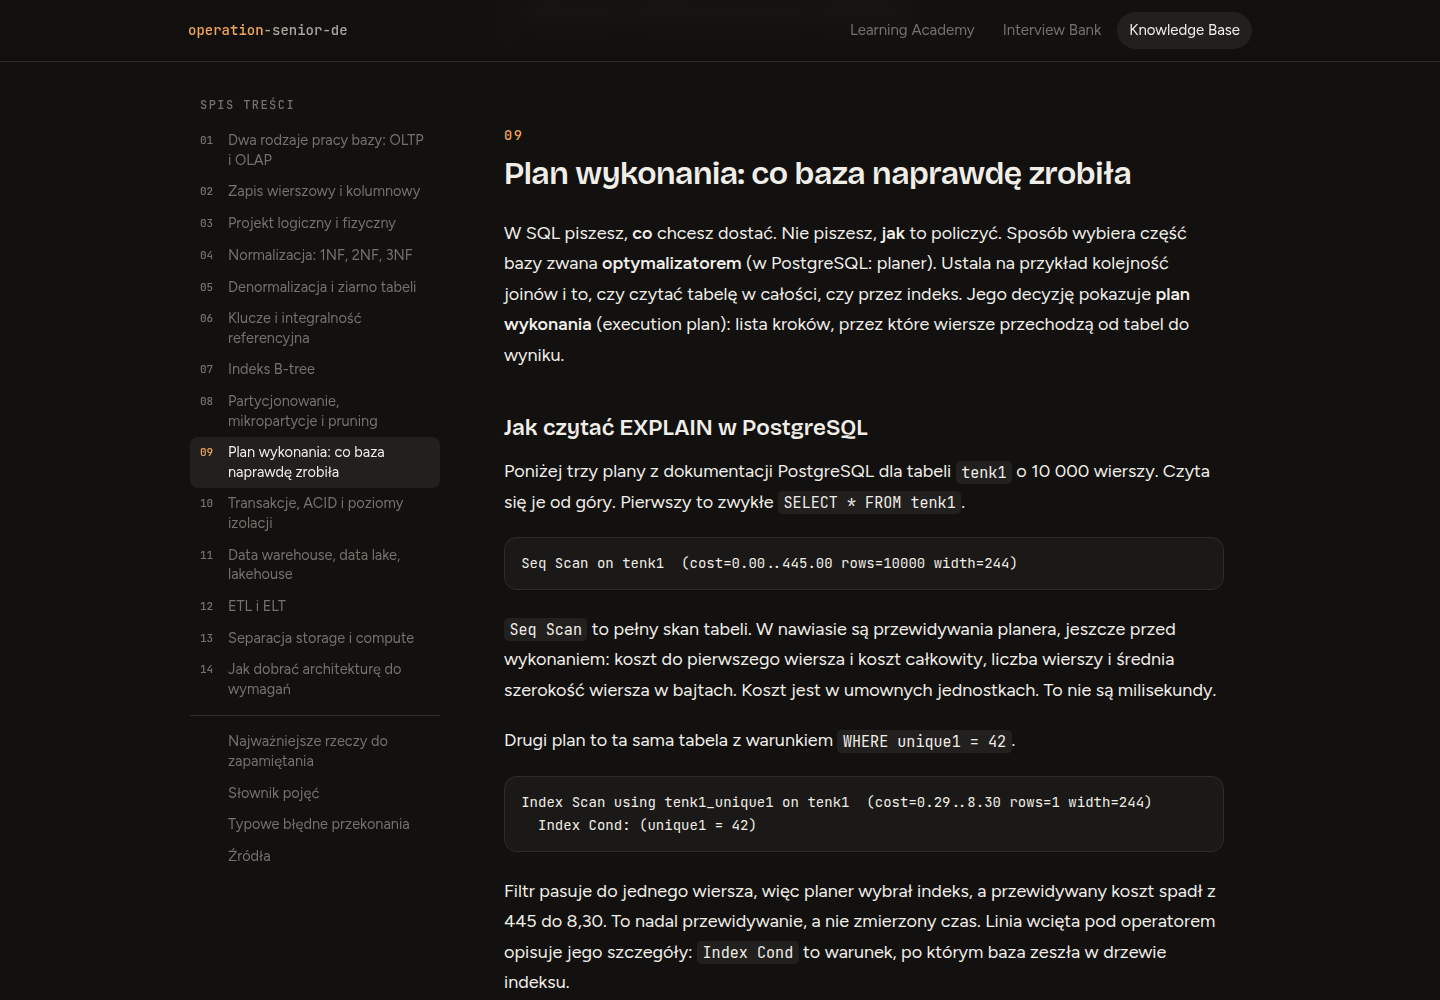 operation-senior-de
Learning Academy
Interview Bank
Knowledge Base
SPIS TREŚCI
01 Dwa rodzaje pracy bazy: OLTP
i OLAP
02 Zapis wierszowy i kolumnowy
03 Projekt logiczny i fizyczny
04 Normalizacja: 1NF, 2NF, 3NF
05 Denormalizacja i ziarno tabeli
06 Klucze i integralność
referencyjna
07 Indeks B-tree
08 Partycjonowanie,
mikropartycje i pruning
09 Plan wykonania: co baza
naprawdę zrobiła
10 Transakcje, ACID i poziomy
izolacji
11 Data warehouse, data lake,
lakehouse
12 ETL i ELT
13 Separacja storage i compute
14 Jak dobrać architekturę do
wymagań
Najważniejsze rzeczy do
zapamiętania
Słownik pojęć
Typowe błędne przekonania
Źródła
09
Plan wykonania: co baza naprawdę zrobiła
W SQL piszesz, co chcesz dostać. Nie piszesz, jak to policzyć. Sposób wybiera część
bazy zwana optymalizatorem (w PostgreSQL: planer). Ustala na przykład kolejność
joinów i to, czy czytać tabelę w całości, czy przez indeks. Jego decyzję pokazuje plan
wykonania (execution plan): lista kroków, przez które wiersze przechodzą od tabel do
wyniku.
Jak czytać EXPLAIN w PostgreSQL
Poniżej trzy plany z dokumentacji PostgreSQL dla tabeli tenk1 o 10 000 wierszy. Czyta
się je od góry. Pierwszy to zwykłe SELECT * FROM tenk1.
Seq Scan on tenk1  (cost=0.00..445.00 rows=10000 width=244)
Seq Scan to pełny skan tabeli. W nawiasie są przewidywania planera, jeszcze przed
wykonaniem: koszt do pierwszego wiersza i koszt całkowity, liczba wierszy i średnia
szerokość wiersza w bajtach. Koszt jest w umownych jednostkach. To nie są milisekundy.
Drugi plan to ta sama tabela z warunkiem WHERE unique1 = 42.
Index Scan using tenk1_unique1 on tenk1  (cost=0.29..8.30 rows=1 width=244)
  Index Cond: (unique1 = 42)
Filtr pasuje do jednego wiersza, więc planer wybrał indeks, a przewidywany koszt spadł z
445 do 8,30. To nadal przewidywanie, a nie zmierzony czas. Linia wcięta pod operatorem
opisuje jego szczegóły: Index Cond to warunek, po którym baza zeszła w drzewie
indeksu.